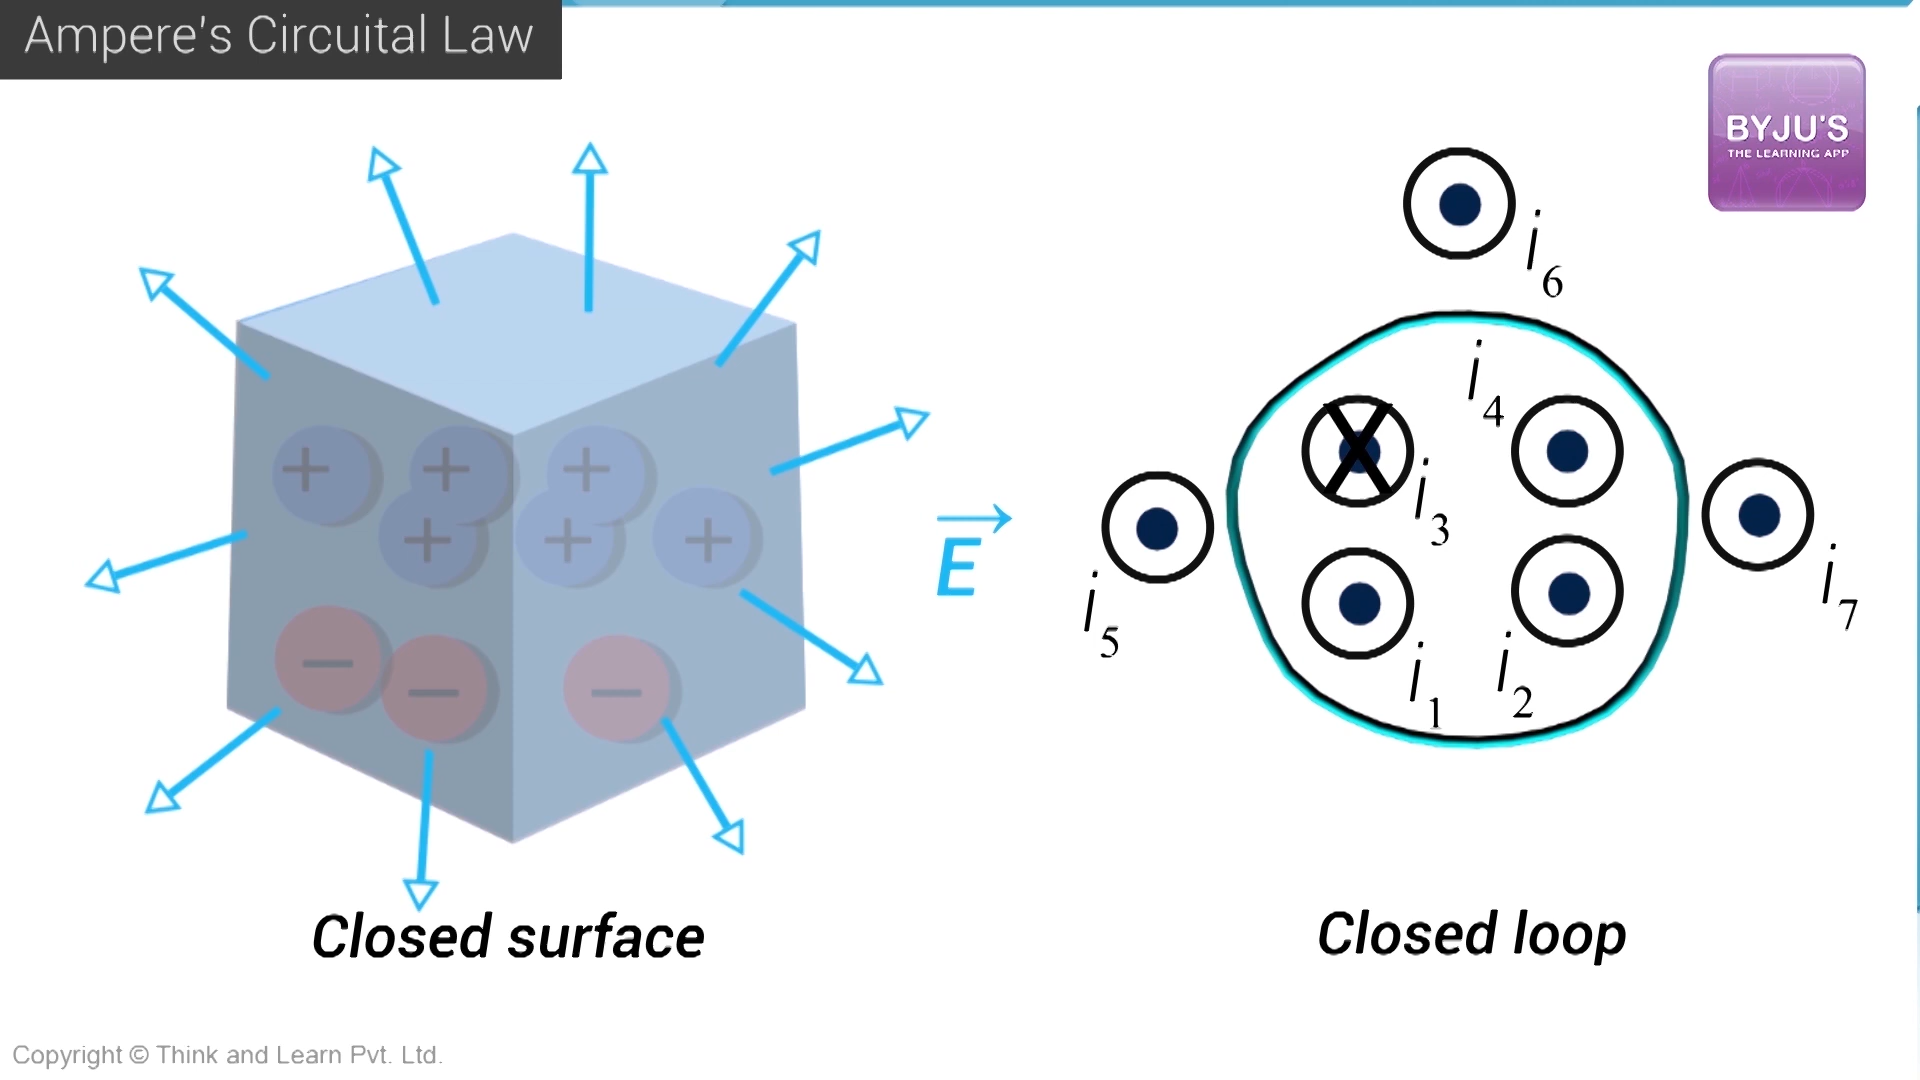 Ampere's Circuital Law
BYJU'S
THE LEARNING APP
i6
i4
i3
i5
i7
i1
i2
+ + +
+ + +
− − −
E
Closed surface
Closed loop
Copyright © Think and Learn Pvt. Ltd.